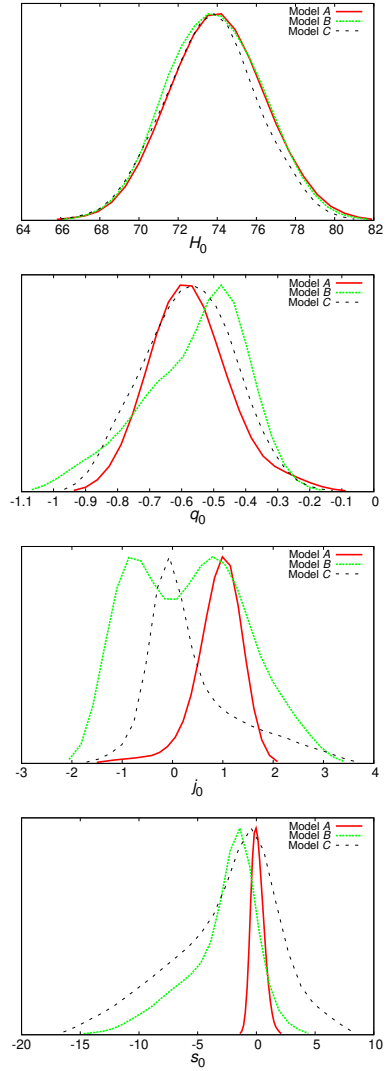 Model A
Model B
Model C
64 66 68 70 72 74 76 78 80 82
H0
Model A
Model B
Model C
-1.1 -1 -0.9 -0.8 -0.7 -0.6 -0.5 -0.4 -0.3 -0.2 -0.1 0
q0
Model A
Model B
Model C
-3 -2 -1 0 1 2 3 4
j0
Model A
Model B
Model C
-20 -15 -10 -5 0 5 10
s0